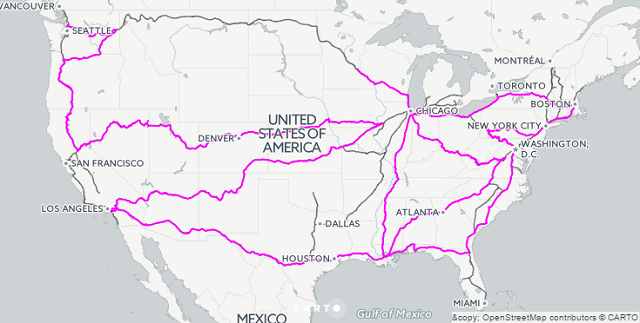 VANCOUVER
SEATTLE
MONTRÉAL
TORONTO
BOSTON
CHICAGO
NEW YORK CITY
UNITED
STATES OF
AMERICA
DENVER
WASHINGTON,
D.C.
SAN FRANCISCO
LOS ANGELES
ATLANTA
DALLAS
HOUSTON
MIAMI
MEXICO
CARTO
Gulf of Mexico
&copy; OpenStreetMap contributors © CARTO